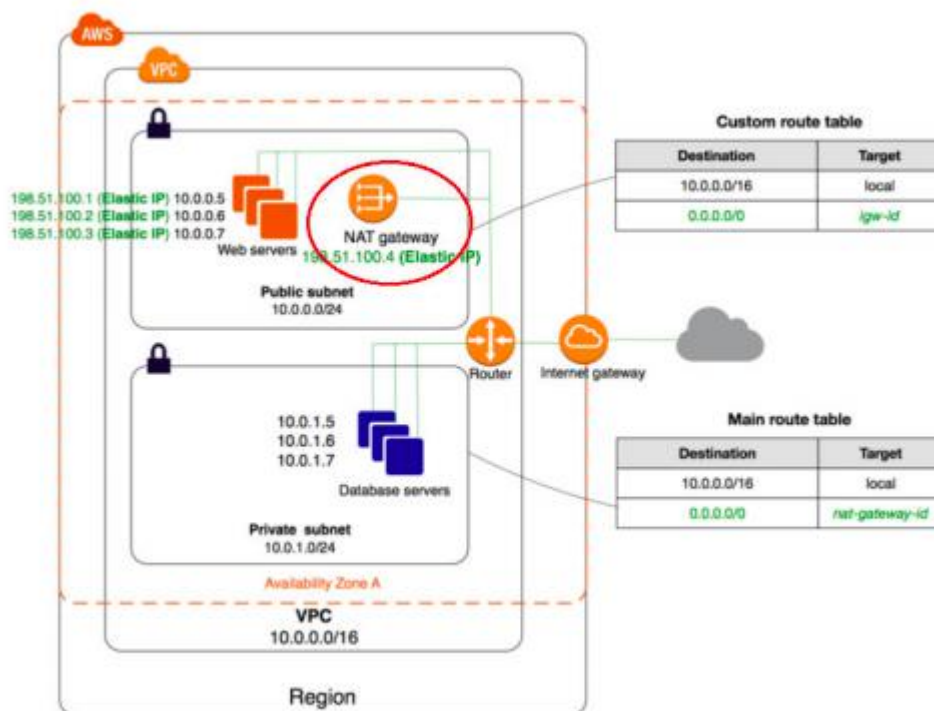 AWS
VPC
198.51.100.1 (Elastic IP) 10.0.0.5
198.51.100.2 (Elastic IP) 10.0.0.6
198.51.100.3 (Elastic IP) 10.0.0.7
Web servers
NAT gateway
198.51.100.4 (Elastic IP)
Public subnet
10.0.0.0/24
Custom route table
Destination Target
10.0.0.0/16 local
0.0.0.0/0 igw-id
Router
Internet gateway
10.0.1.5
10.0.1.6
10.0.1.7
Database servers
Private subnet
10.0.1.0/24
Main route table
Destination Target
10.0.0.0/16 local
0.0.0.0/0 nat-gateway-id
Availability Zone A
VPC
10.0.0.0/16
Region